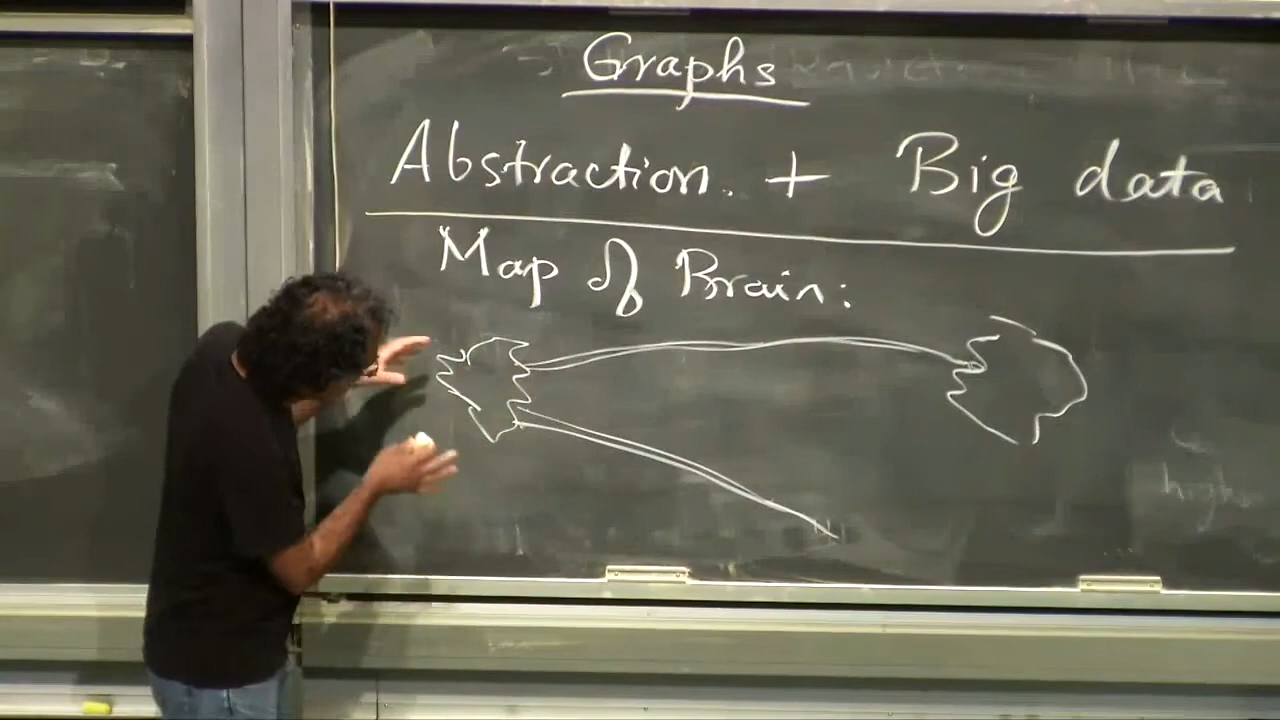 Graphs
Abstraction. + Big data
Map of Brain: